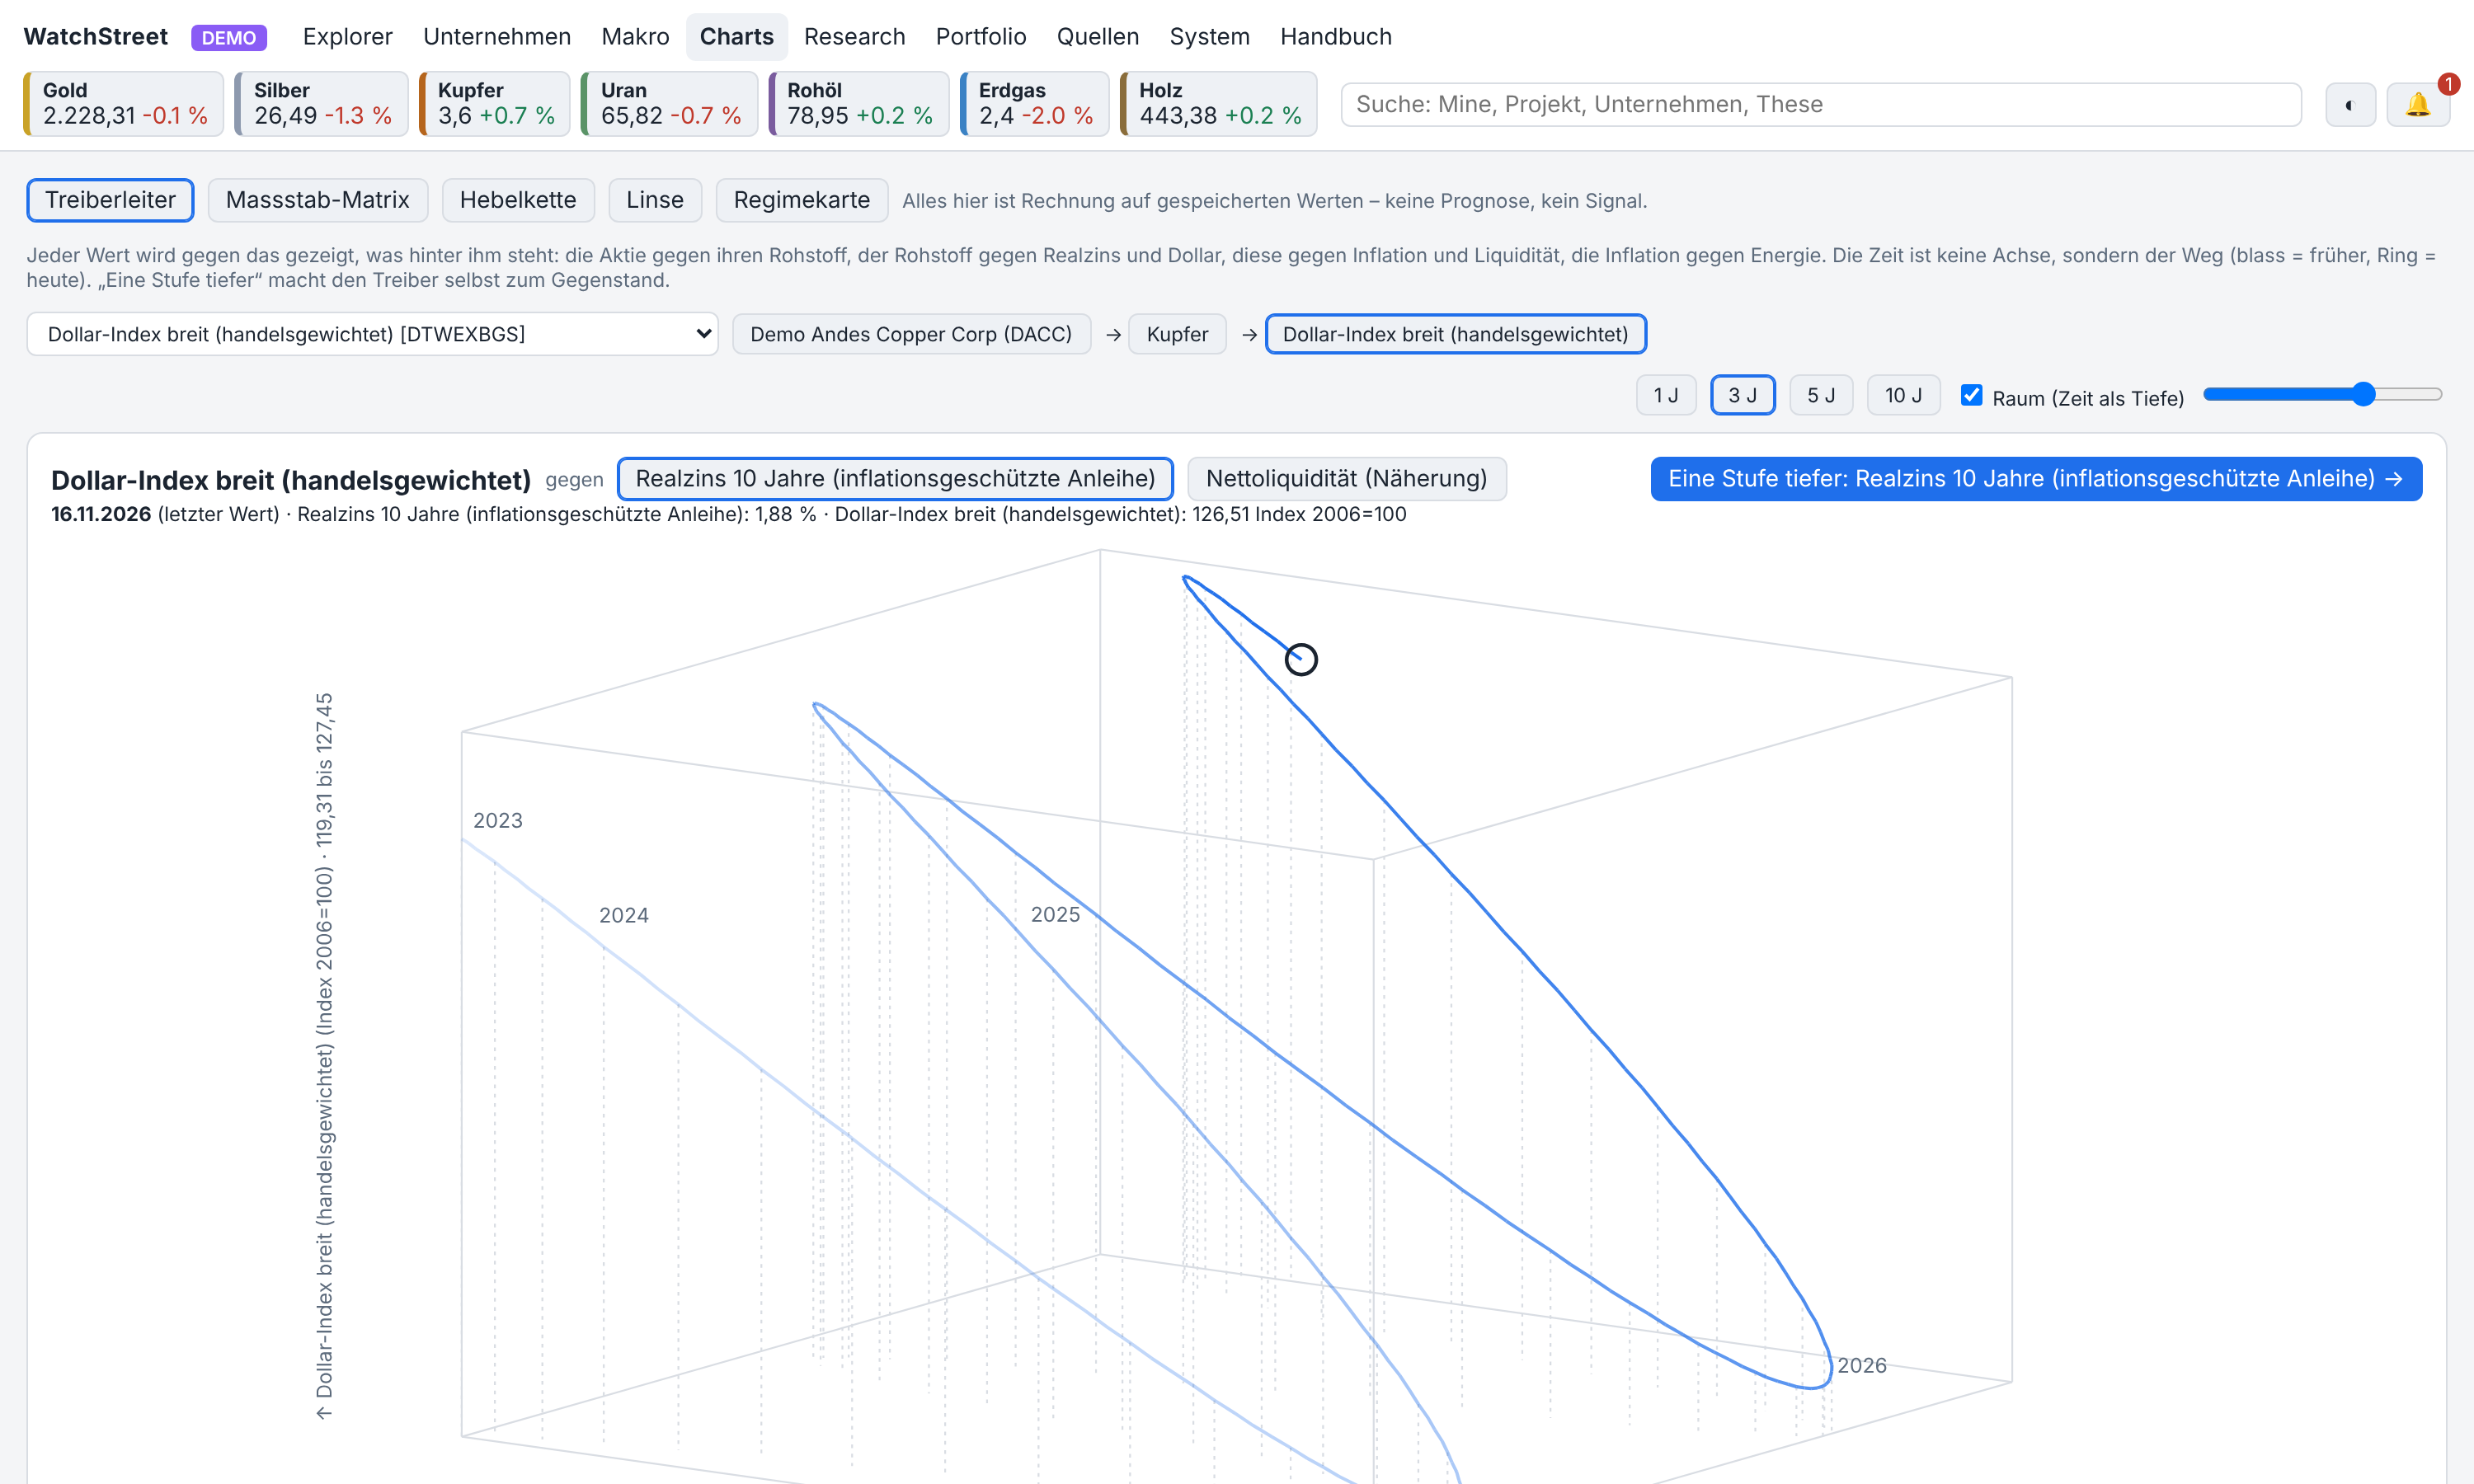 WatchStreet DEMO Explorer Unternehmen Makro Charts Research Portfolio Quellen System Handbuch
Gold Silber Kupfer Uran Rohöl Erdgas Holz
2.228,31 -0.1 % 26,49 -1.3 % 3,6 +0.7 % 65,82 -0.7 % 78,95 +0.2 % 2,4 -2.0 % 443,38 +0.2 %
Suche: Mine, Projekt, Unternehmen, These
1
Treiberleiter Massstab-Matrix Hebelkette Linse Regimekarte Alles hier ist Rechnung auf gespeicherten Werten – keine Prognose, kein Signal.
Jeder Wert wird gegen das gezeigt, was hinter ihm steht: die Aktie gegen ihren Rohstoff, der Rohstoff gegen Realzins und Dollar, diese gegen Inflation und Liquidität, die Inflation gegen Energie. Die Zeit ist keine Achse, sondern der Weg (blass = früher, Ring =
heute). „Eine Stufe tiefer“ macht den Treiber selbst zum Gegenstand.
Dollar-Index breit (handelsgewichtet) [DTWEXBGS] Demo Andes Copper Corp (DACC) → Kupfer → Dollar-Index breit (handelsgewichtet)
1 J 3 J 5 J 10 J Raum (Zeit als Tiefe)
Dollar-Index breit (handelsgewichtet) gegen Realzins 10 Jahre (inflationsgeschützte Anleihe) Nettoliquidität (Näherung) Eine Stufe tiefer: Realzins 10 Jahre (inflationsgeschützte Anleihe) →
16.11.2026 (letzter Wert) · Realzins 10 Jahre (inflationsgeschützte Anleihe): 1,88 % · Dollar-Index breit (handelsgewichtet): 126,51 Index 2006=100
↑ Dollar-Index breit (handelsgewichtet) (Index 2006=100) · 119,31 bis 127,45
2023
2024
2025
2026